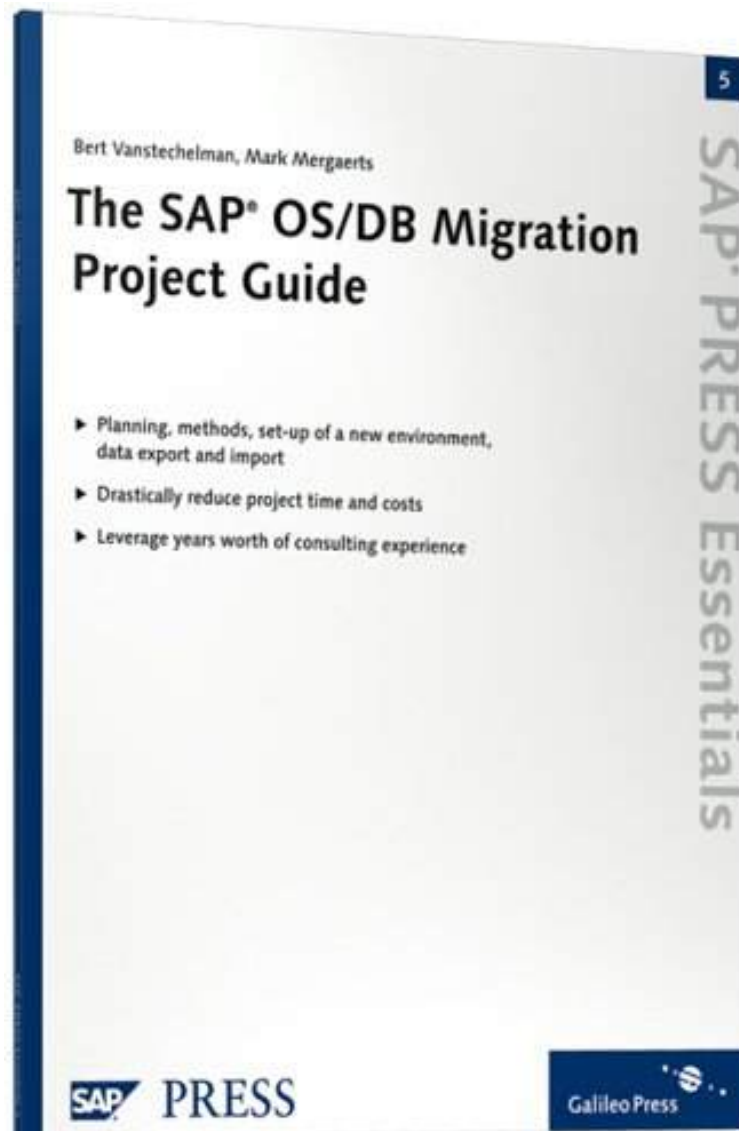 5
Bert Vanstechelman, Mark Mergaerts
The SAP® OS/DB Migration
Project Guide
▶ Planning, methods, set-up of a new environment,
data export and import
▶ Drastically reduce project time and costs
▶ Leverage years worth of consulting experience
SAP® PRESS Essentials
SAP PRESS
Galileo Press